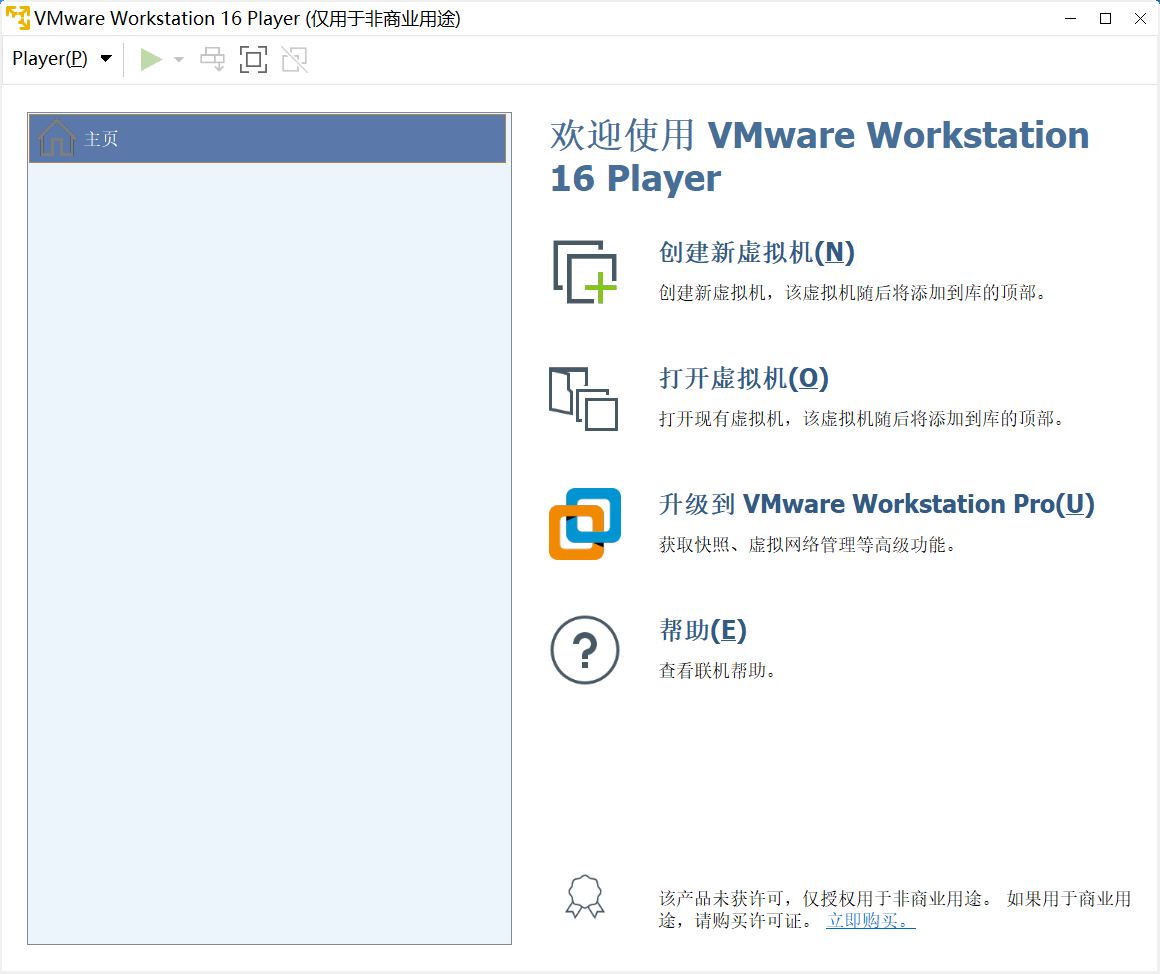 VMware Workstation 16 Player (仅用于非商业用途)
Player(P)
主页
欢迎使用 VMware Workstation
16 Player
创建新虚拟机(N)
创建新虚拟机，该虚拟机随后将添加到库的顶部。
打开虚拟机(O)
打开现有虚拟机，该虚拟机随后将添加到库的顶部。
升级到 VMware Workstation Pro(U)
获取快照、虚拟网络管理等高级功能。
帮助(E)
查看联机帮助。
该产品未获许可，仅授权用于非商业用途。 如果用于商业用
途，请购买许可证。 立即购买。